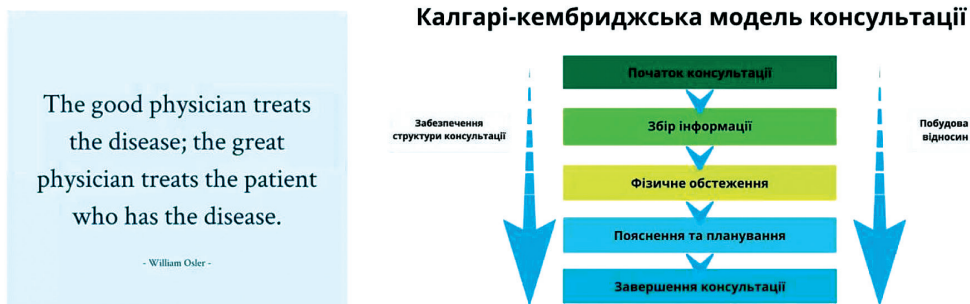 The good physician treats
the disease; the great
physician treats the patient
who has the disease.
- William Osler -
Калгарі-кембриджська модель консультації
Початок консультації
Забезпечення
структури консультації
Збір інформації
Побудова
відносин
Фізичне обстеження
Пояснення та планування
Завершення консультації